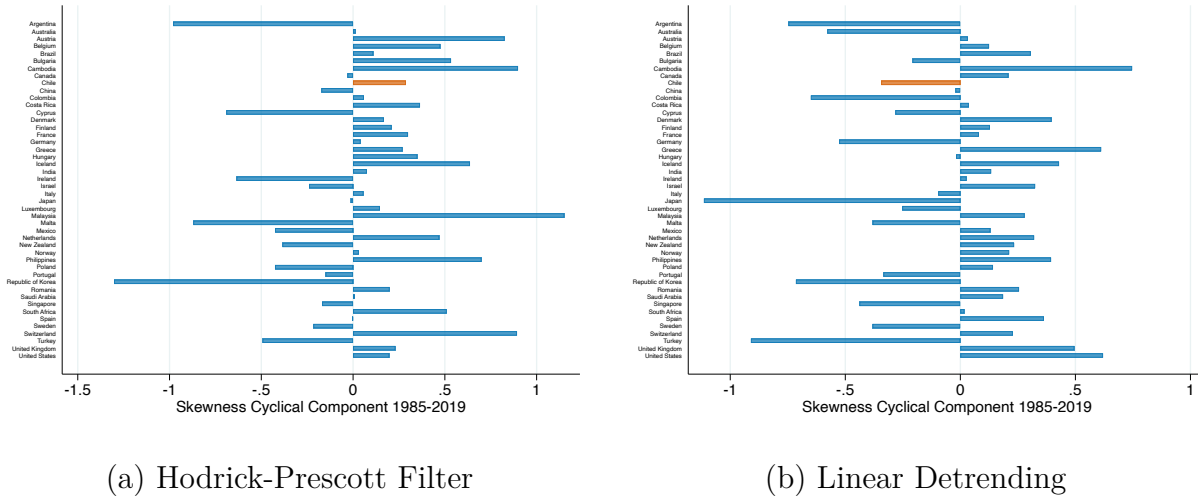 Argentina
Australia
Austria
Belgium
Brazil
Bulgaria
Cambodia
Canada
Chile
China
Colombia
Costa Rica
Cyprus
Denmark
Finland
France
Germany
Greece
Hungary
Iceland
India
Ireland
Israel
Italy
Japan
Luxembourg
Malaysia
Malta
Mexico
Netherlands
New Zealand
Norway
Philippines
Poland
Portugal
Republic of Korea
Romania
Saudi Arabia
Singapore
South Africa
Spain
Sweden
Switzerland
Turkey
United Kingdom
United States
-1.5 -1 -.5 0 .5 1
Skewness Cyclical Component 1985-2019
(a) Hodrick-Prescott Filter
Argentina
Australia
Austria
Belgium
Brazil
Bulgaria
Cambodia
Canada
Chile
China
Colombia
Costa Rica
Cyprus
Denmark
Finland
France
Germany
Greece
Hungary
Iceland
India
Ireland
Israel
Italy
Japan
Luxembourg
Malaysia
Malta
Mexico
Netherlands
New Zealand
Norway
Philippines
Poland
Portugal
Republic of Korea
Romania
Saudi Arabia
Singapore
South Africa
Spain
Sweden
Switzerland
Turkey
United Kingdom
United States
-1 -.5 0 .5 1
Skewness Cyclical Component 1985-2019
(b) Linear Detrending